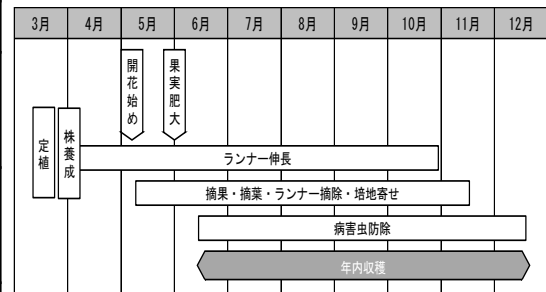 3月 4月 5月 6月 7月 8月 9月 10月 11月 12月
開花始め
果実肥大
定植
株養成
ランナー伸長
摘果・摘葉・ランナー摘除・培地寄せ
病害虫防除
年内収穫